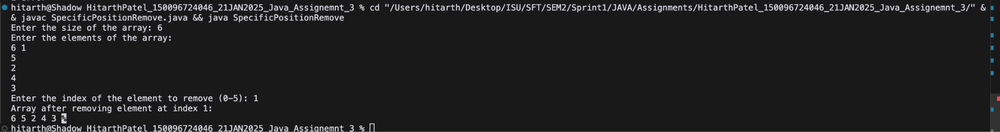 hitarth@Shadow HitarthPatel_150096724046_21JAN2025_Java_Assignemnt_3 % cd "/Users/hitarth/Desktop/ISU/SFT/SEM2/Sprint1/JAVA/Assignments/HitarthPatel_150096724046_21JAN2025_Java_Assignemnt_3/" &
& javac SpecificPositionRemove.java && java SpecificPositionRemove
Enter the size of the array: 6
Enter the elements of the array:
6 1
5
2
4
3
Enter the index of the element to remove (0-5): 1
Array after removing element at index 1:
6 5 2 4 3 %
hitarth@Shadow HitarthPatel_150096724046_21JAN2025_Java_Assignemnt_3 %